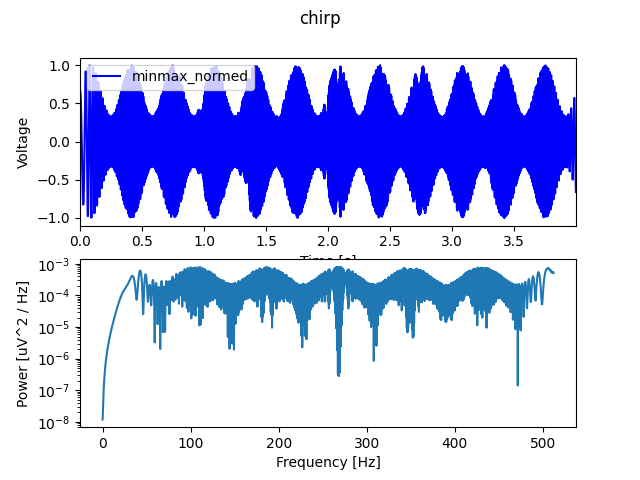 chirp
minmax_normed
Voltage
1.0
0.5
0.0
−0.5
−1.0
0.0 0.5 1.0 1.5 2.0 2.5 3.0 3.5
Time [s]
Power [uV^2 / Hz]
10−3
10−4
10−5
10−6
10−7
10−8
0 100 200 300 400 500
Frequency [Hz]